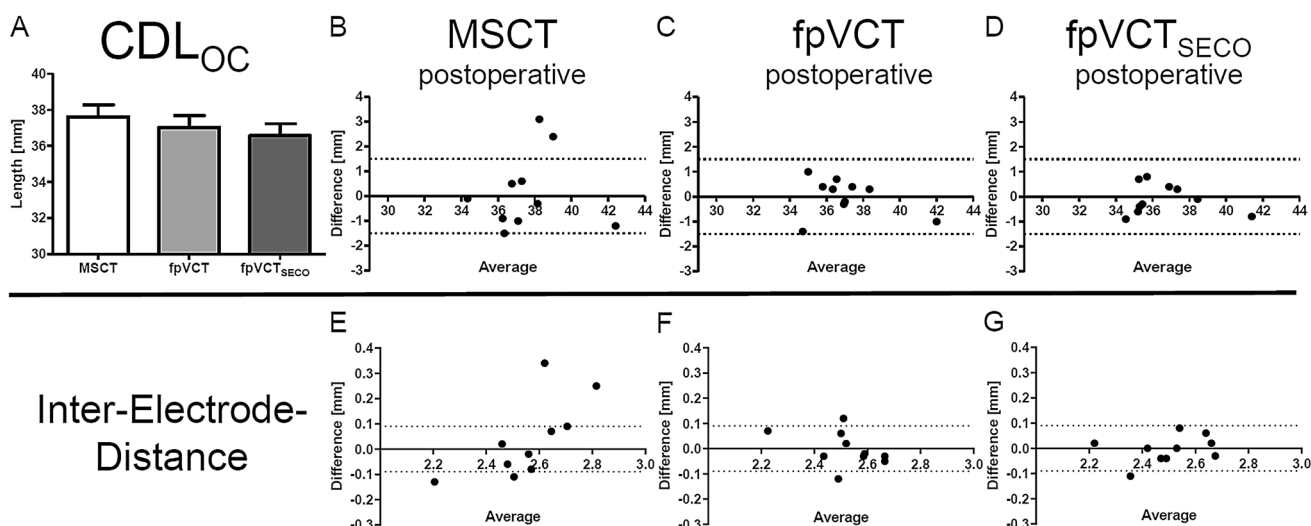 A
CDLOC
Length [mm]
40
38
36
34
32
30
MSCT
fpVCT
fpVCTSECO
B
MSCT
postoperative
Difference [mm]
4
3
2
1
0
-1
-2
-3
30 32 34 36 38 40 42 44
Average
C
fpVCT
postoperative
Difference [mm]
4
3
2
1
0
-1
-2
-3
30 32 34 36 38 40 42 44
Average
D
fpVCTSECO
postoperative
Difference [mm]
4
3
2
1
0
-1
-2
-3
30 32 34 36 38 40 42 44
Average
Inter-Electrode-
Distance
E
Difference [mm]
0.4
0.3
0.2
0.1
0.0
-0.1
-0.2
-0.3
2.2 2.4 2.6 2.8 3.0
Average
F
Difference [mm]
0.4
0.3
0.2
0.1
0.0
-0.1
-0.2
-0.3
2.2 2.4 2.6 2.8 3.0
Average
G
Difference [mm]
0.4
0.3
0.2
0.1
0.0
-0.1
-0.2
-0.3
2.2 2.4 2.6 2.8 3.0
Average